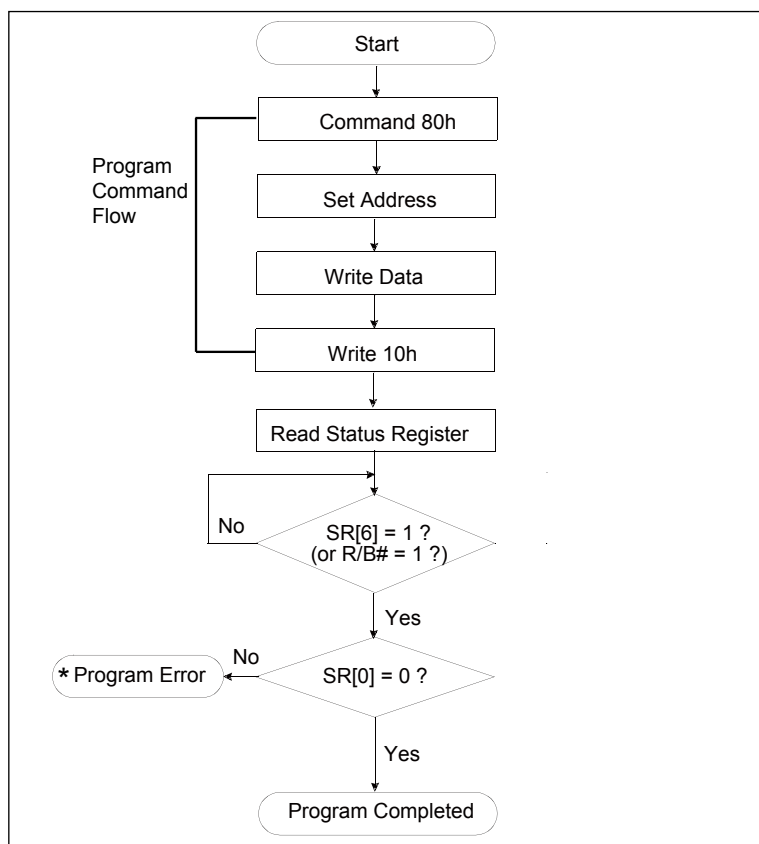 Start
Command 80h
Program
Command
Flow
Set Address
Write Data
Write 10h
Read Status Register
No
SR[6] = 1 ?
(or R/B# = 1 ?)
Yes
No
* Program Error
SR[0] = 0 ?
Yes
Program Completed